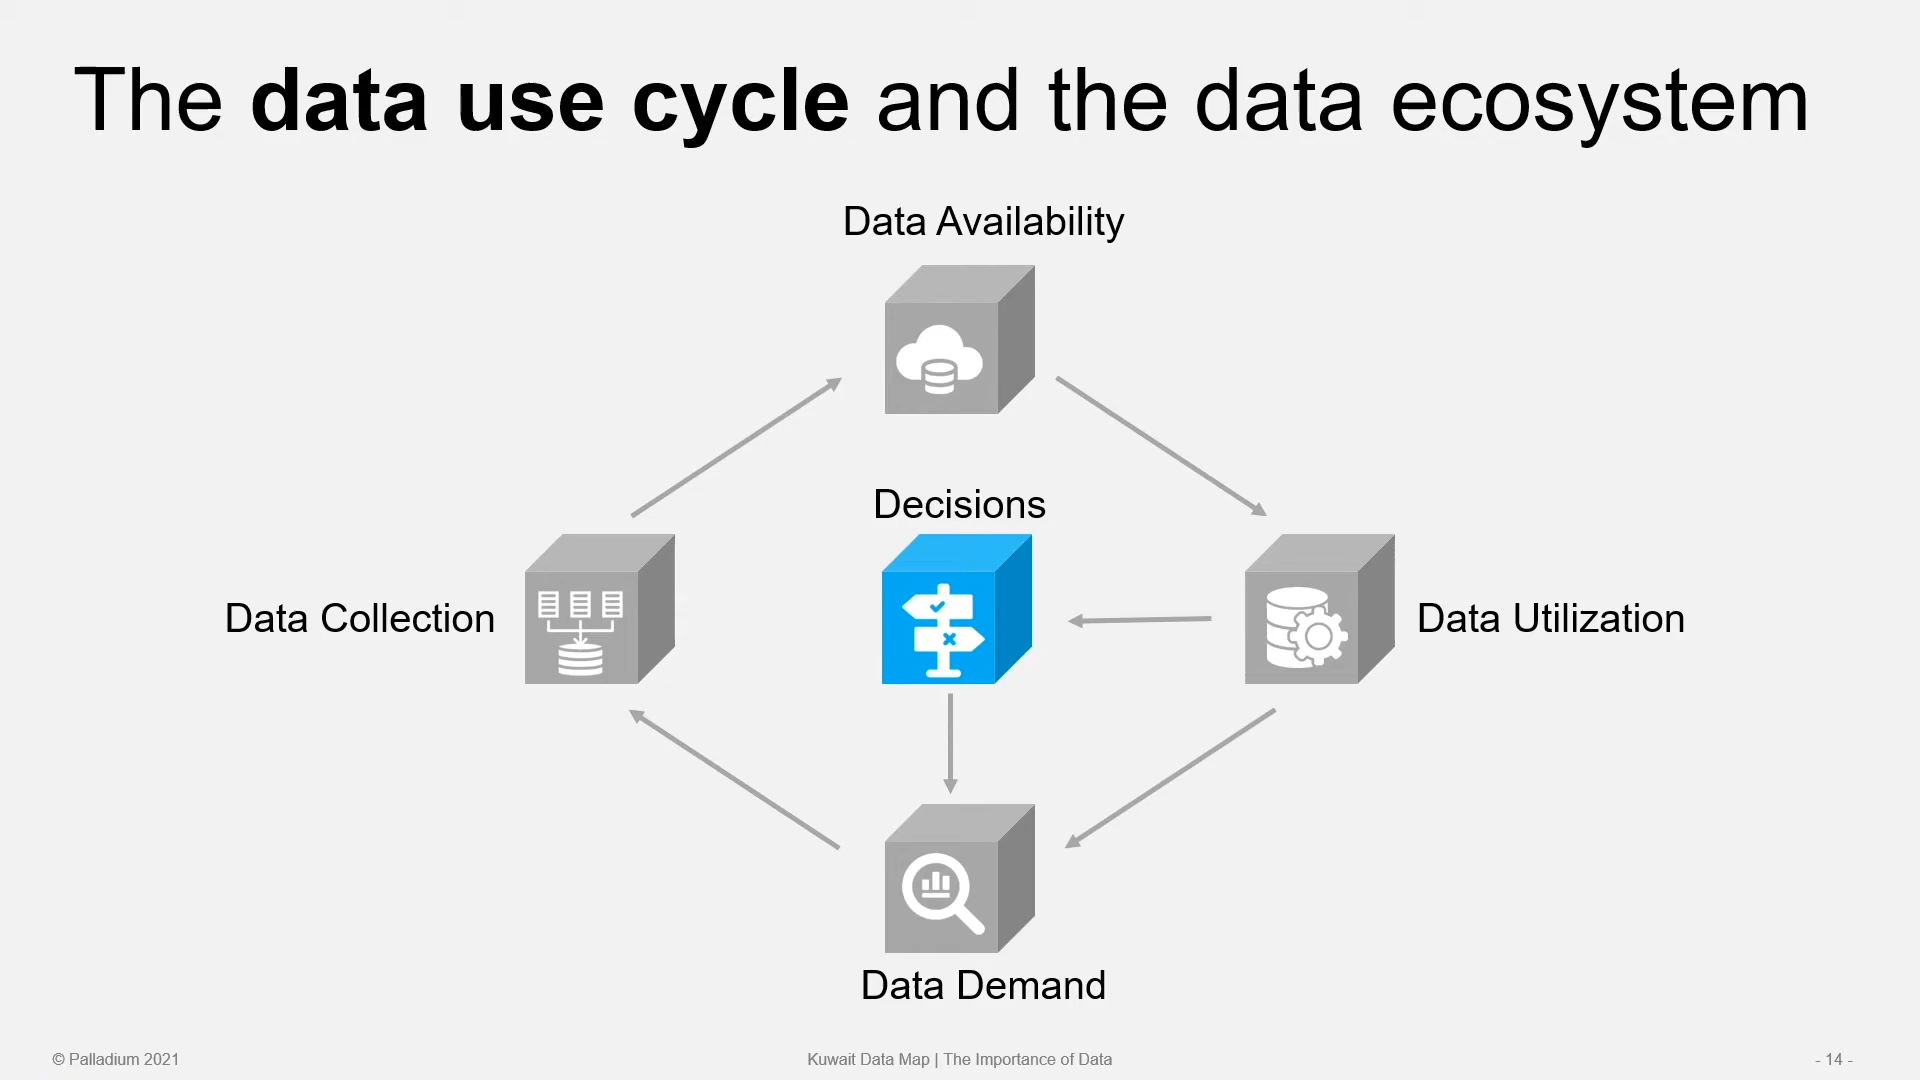 The data use cycle and the data ecosystem
Data Availability
Decisions
Data Collection
Data Utilization
Data Demand
© Palladium 2021
Kuwait Data Map | The Importance of Data
- 14 -